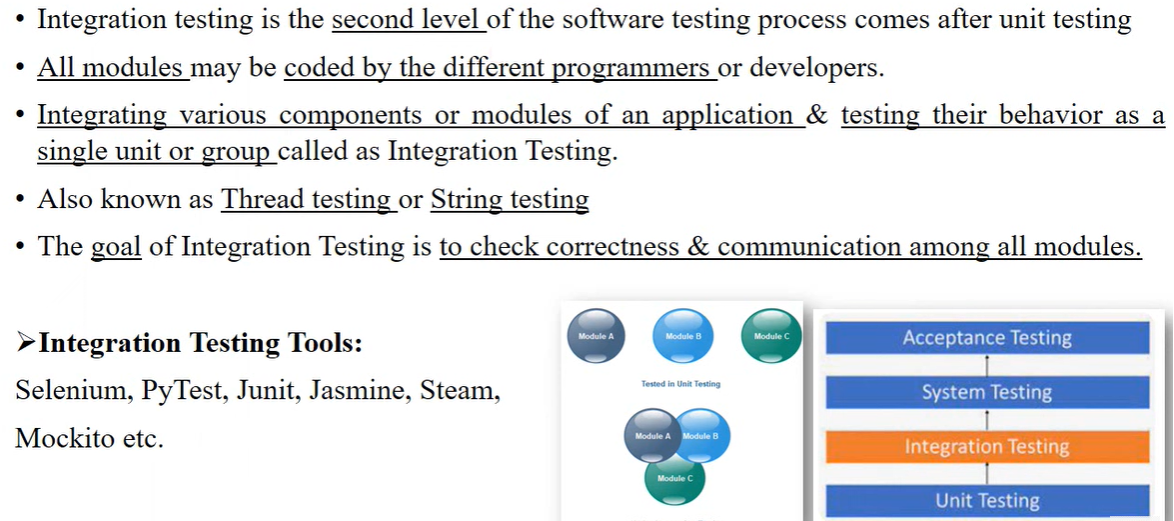 • Integration testing is the second level of the software testing process comes after unit testing
• All modules may be coded by the different programmers or developers.
• Integrating various components or modules of an application & testing their behavior as a
single unit or group called as Integration Testing.
• Also known as Thread testing or String testing
• The goal of Integration Testing is to check correctness & communication among all modules.
➢Integration Testing Tools:
Selenium, PyTest, Junit, Jasmine, Steam,
Mockito etc.
Module A Module B Module C
Tested in Unit Testing
Module A Module B
Module C
Acceptance Testing
System Testing
Integration Testing
Unit Testing